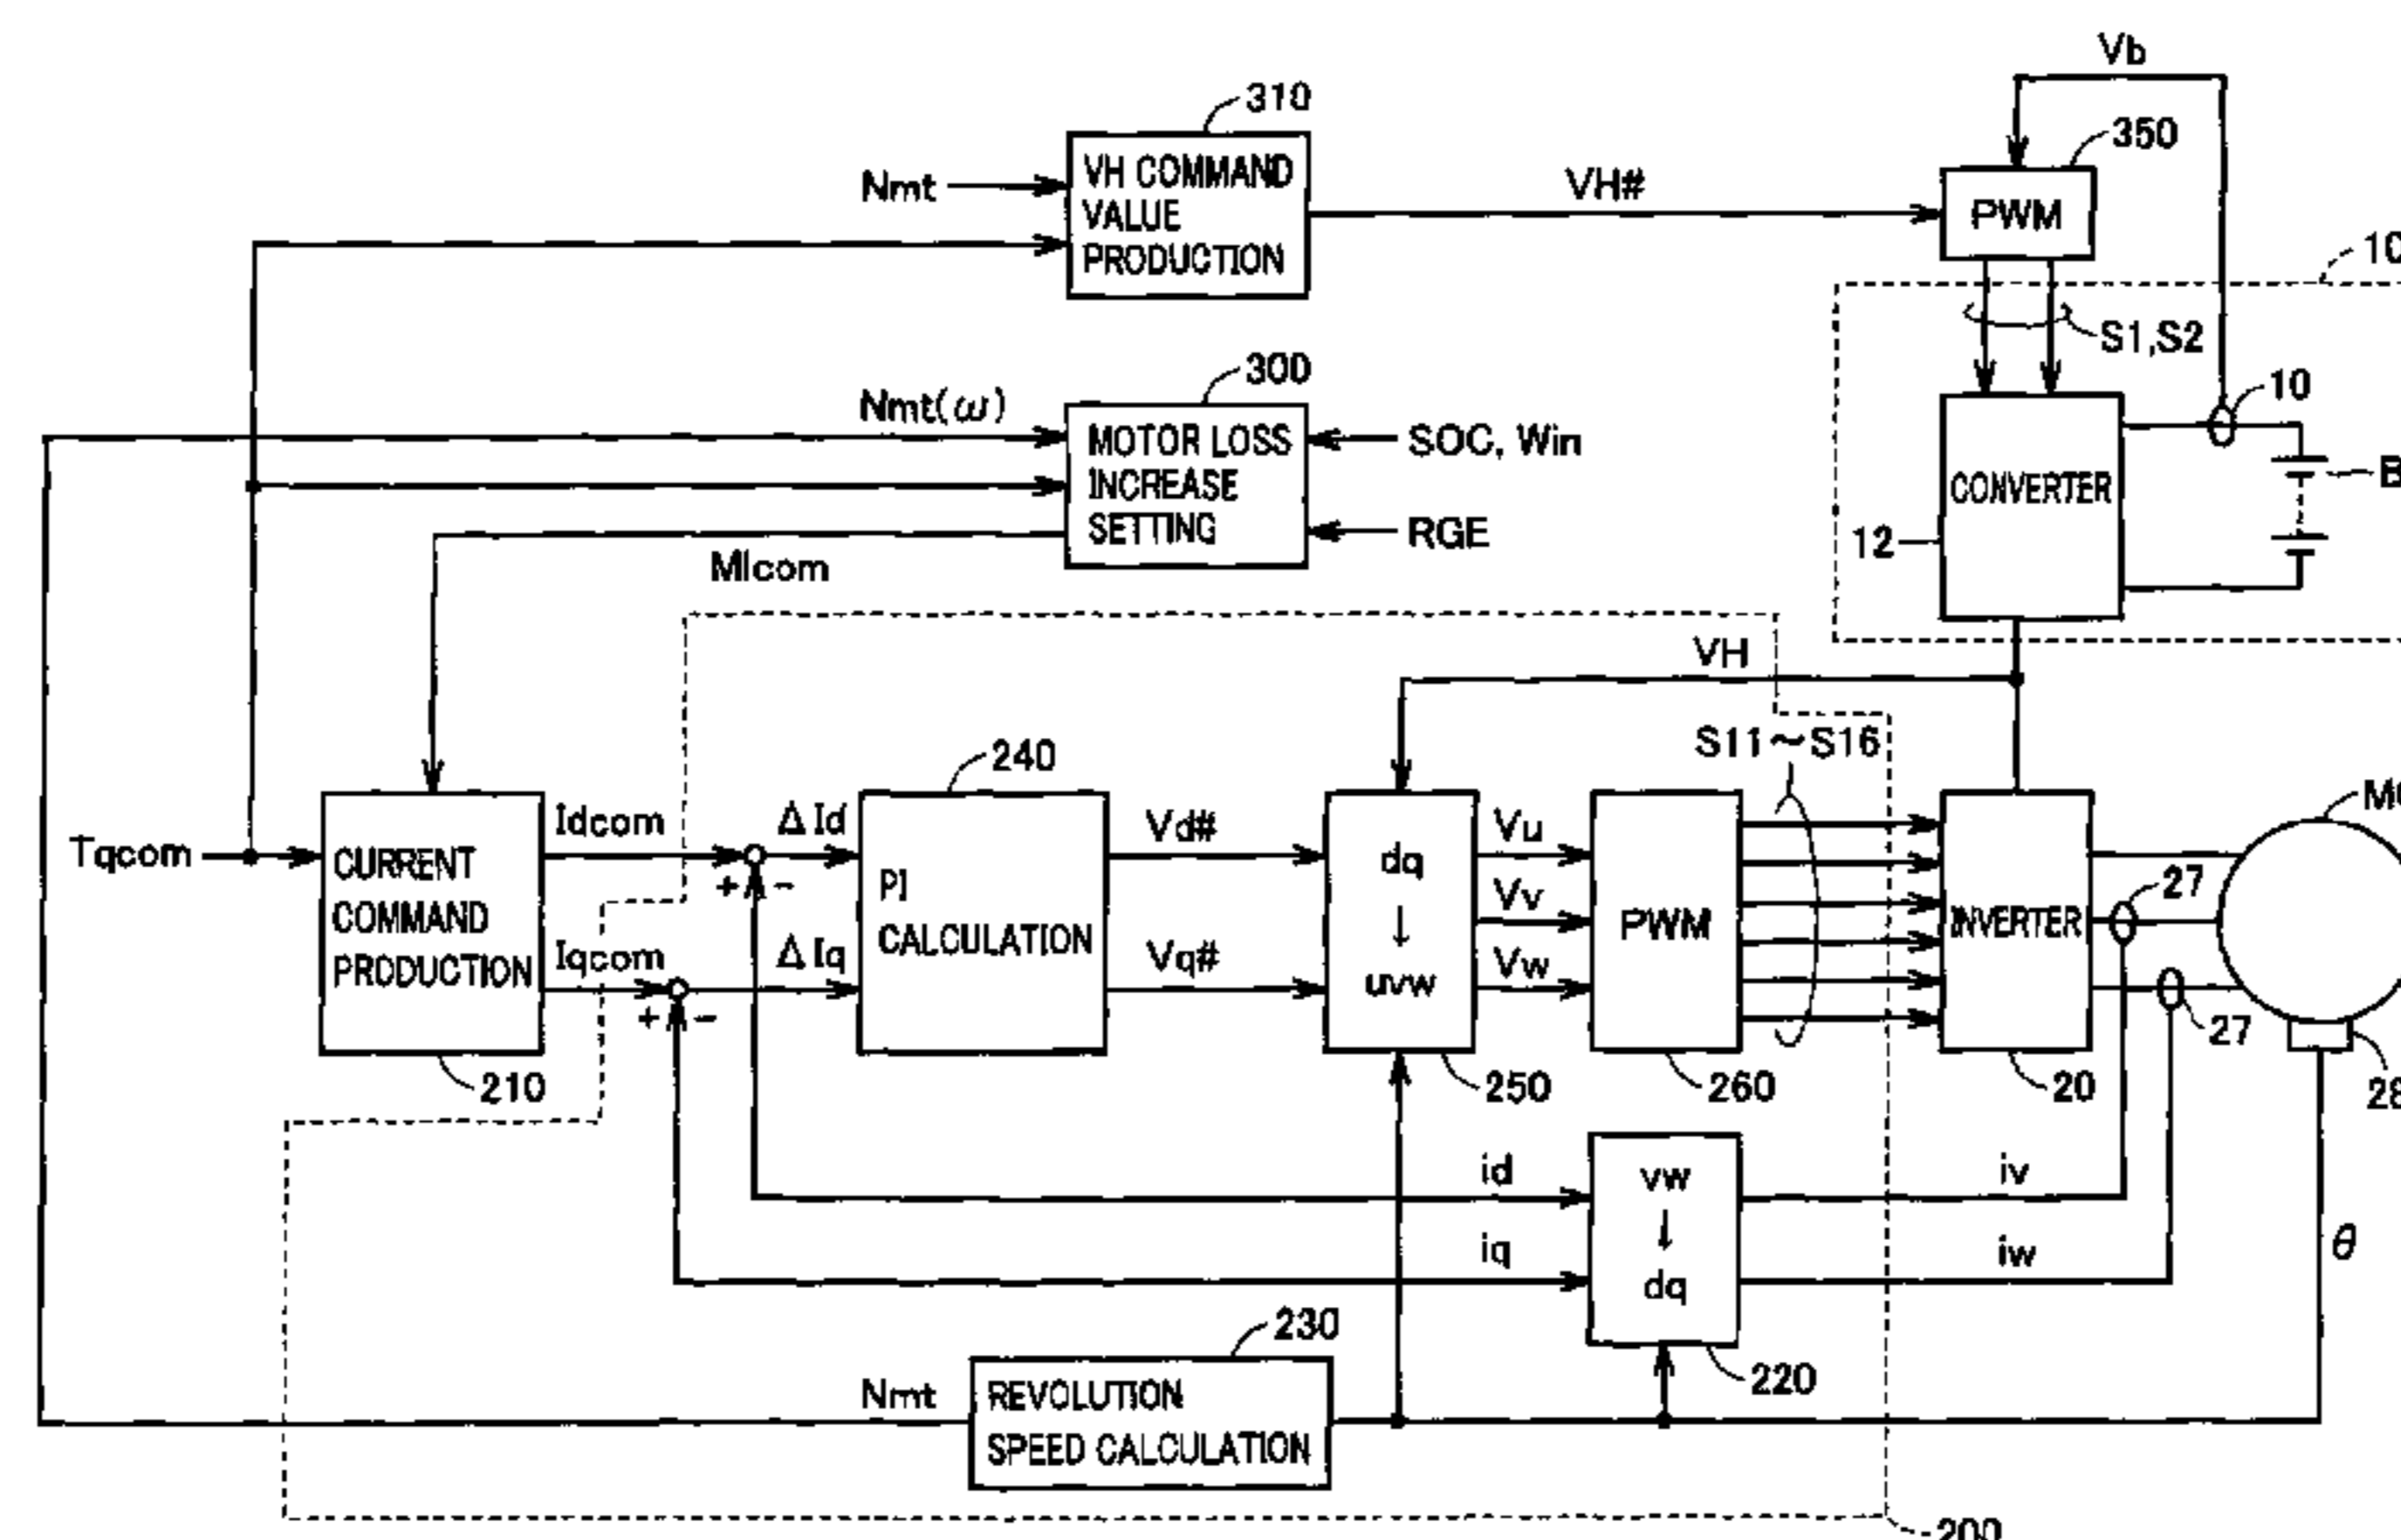 Vb
310
350
VH COMMAND
VALUE
PRODUCTION
Nmt
VH#
PWM
10
S1,S2
300
Nmt(ω)
MOTOR LOSS
INCREASE
SETTING
SOC, Win
RGE
10
CONVERTER
B
12
MIcom
VH
S11~S16
240
Tqcom
CURRENT
COMMAND
PRODUCTION
Idcom
ΔId
+ -
PI
CALCULATION
Vd#
dq
↓
uvw
Vu
Vv
Vw
PWM
INVERTER
27
Iqcom
ΔIq
+ -
Vq#
27
210
250
260
20
28
id
vw
↓
dq
iv
iq
iw
θ
230
220
Nmt
REVOLUTION
SPEED CALCULATION
200